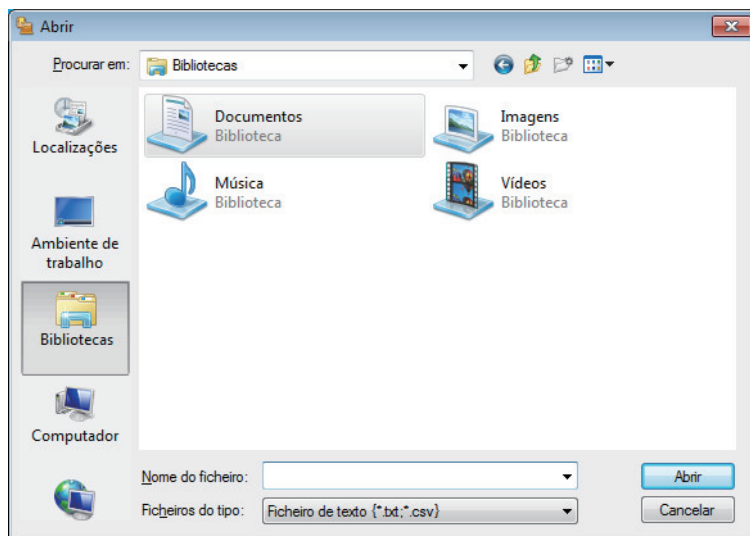 Abrir
Procurar em: Bibliotecas
Localizações
Ambiente de
trabalho
Bibliotecas
Computador
Documentos
Biblioteca
Imagens
Biblioteca
Música
Biblioteca
Vídeos
Biblioteca
Nome do ficheiro:
Abrir
Ficheiros do tipo: Ficheiro de texto {*.txt;*.csv}
Cancelar